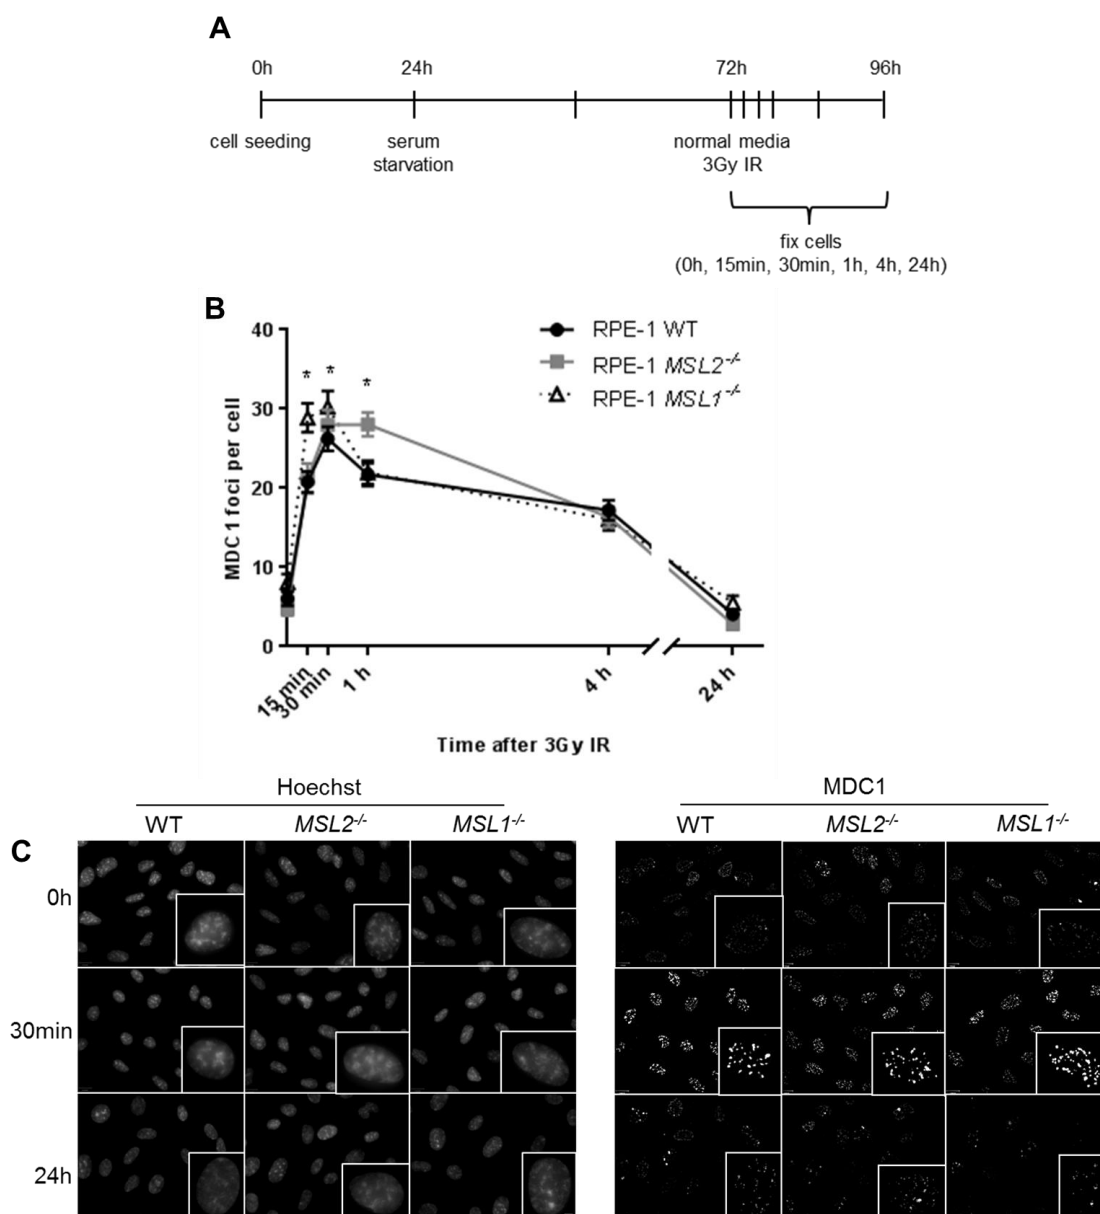 A
0h 24h 72h 96h
cell seeding serum starvation normal media 3Gy IR
fix cells
(0h, 15min, 30min, 1h, 4h, 24h)
B
RPE-1 WT
RPE-1 MSL2-/-
RPE-1 MSL1-/-
* * *
MDC1 foci per cell
40
30
20
10
0
15 min 30 min 1 h 4 h 24 h
Time after 3Gy IR
Hoechst MDC1
WT MSL2-/- MSL1-/- WT MSL2-/- MSL1-/-
C
0h
30min
24h